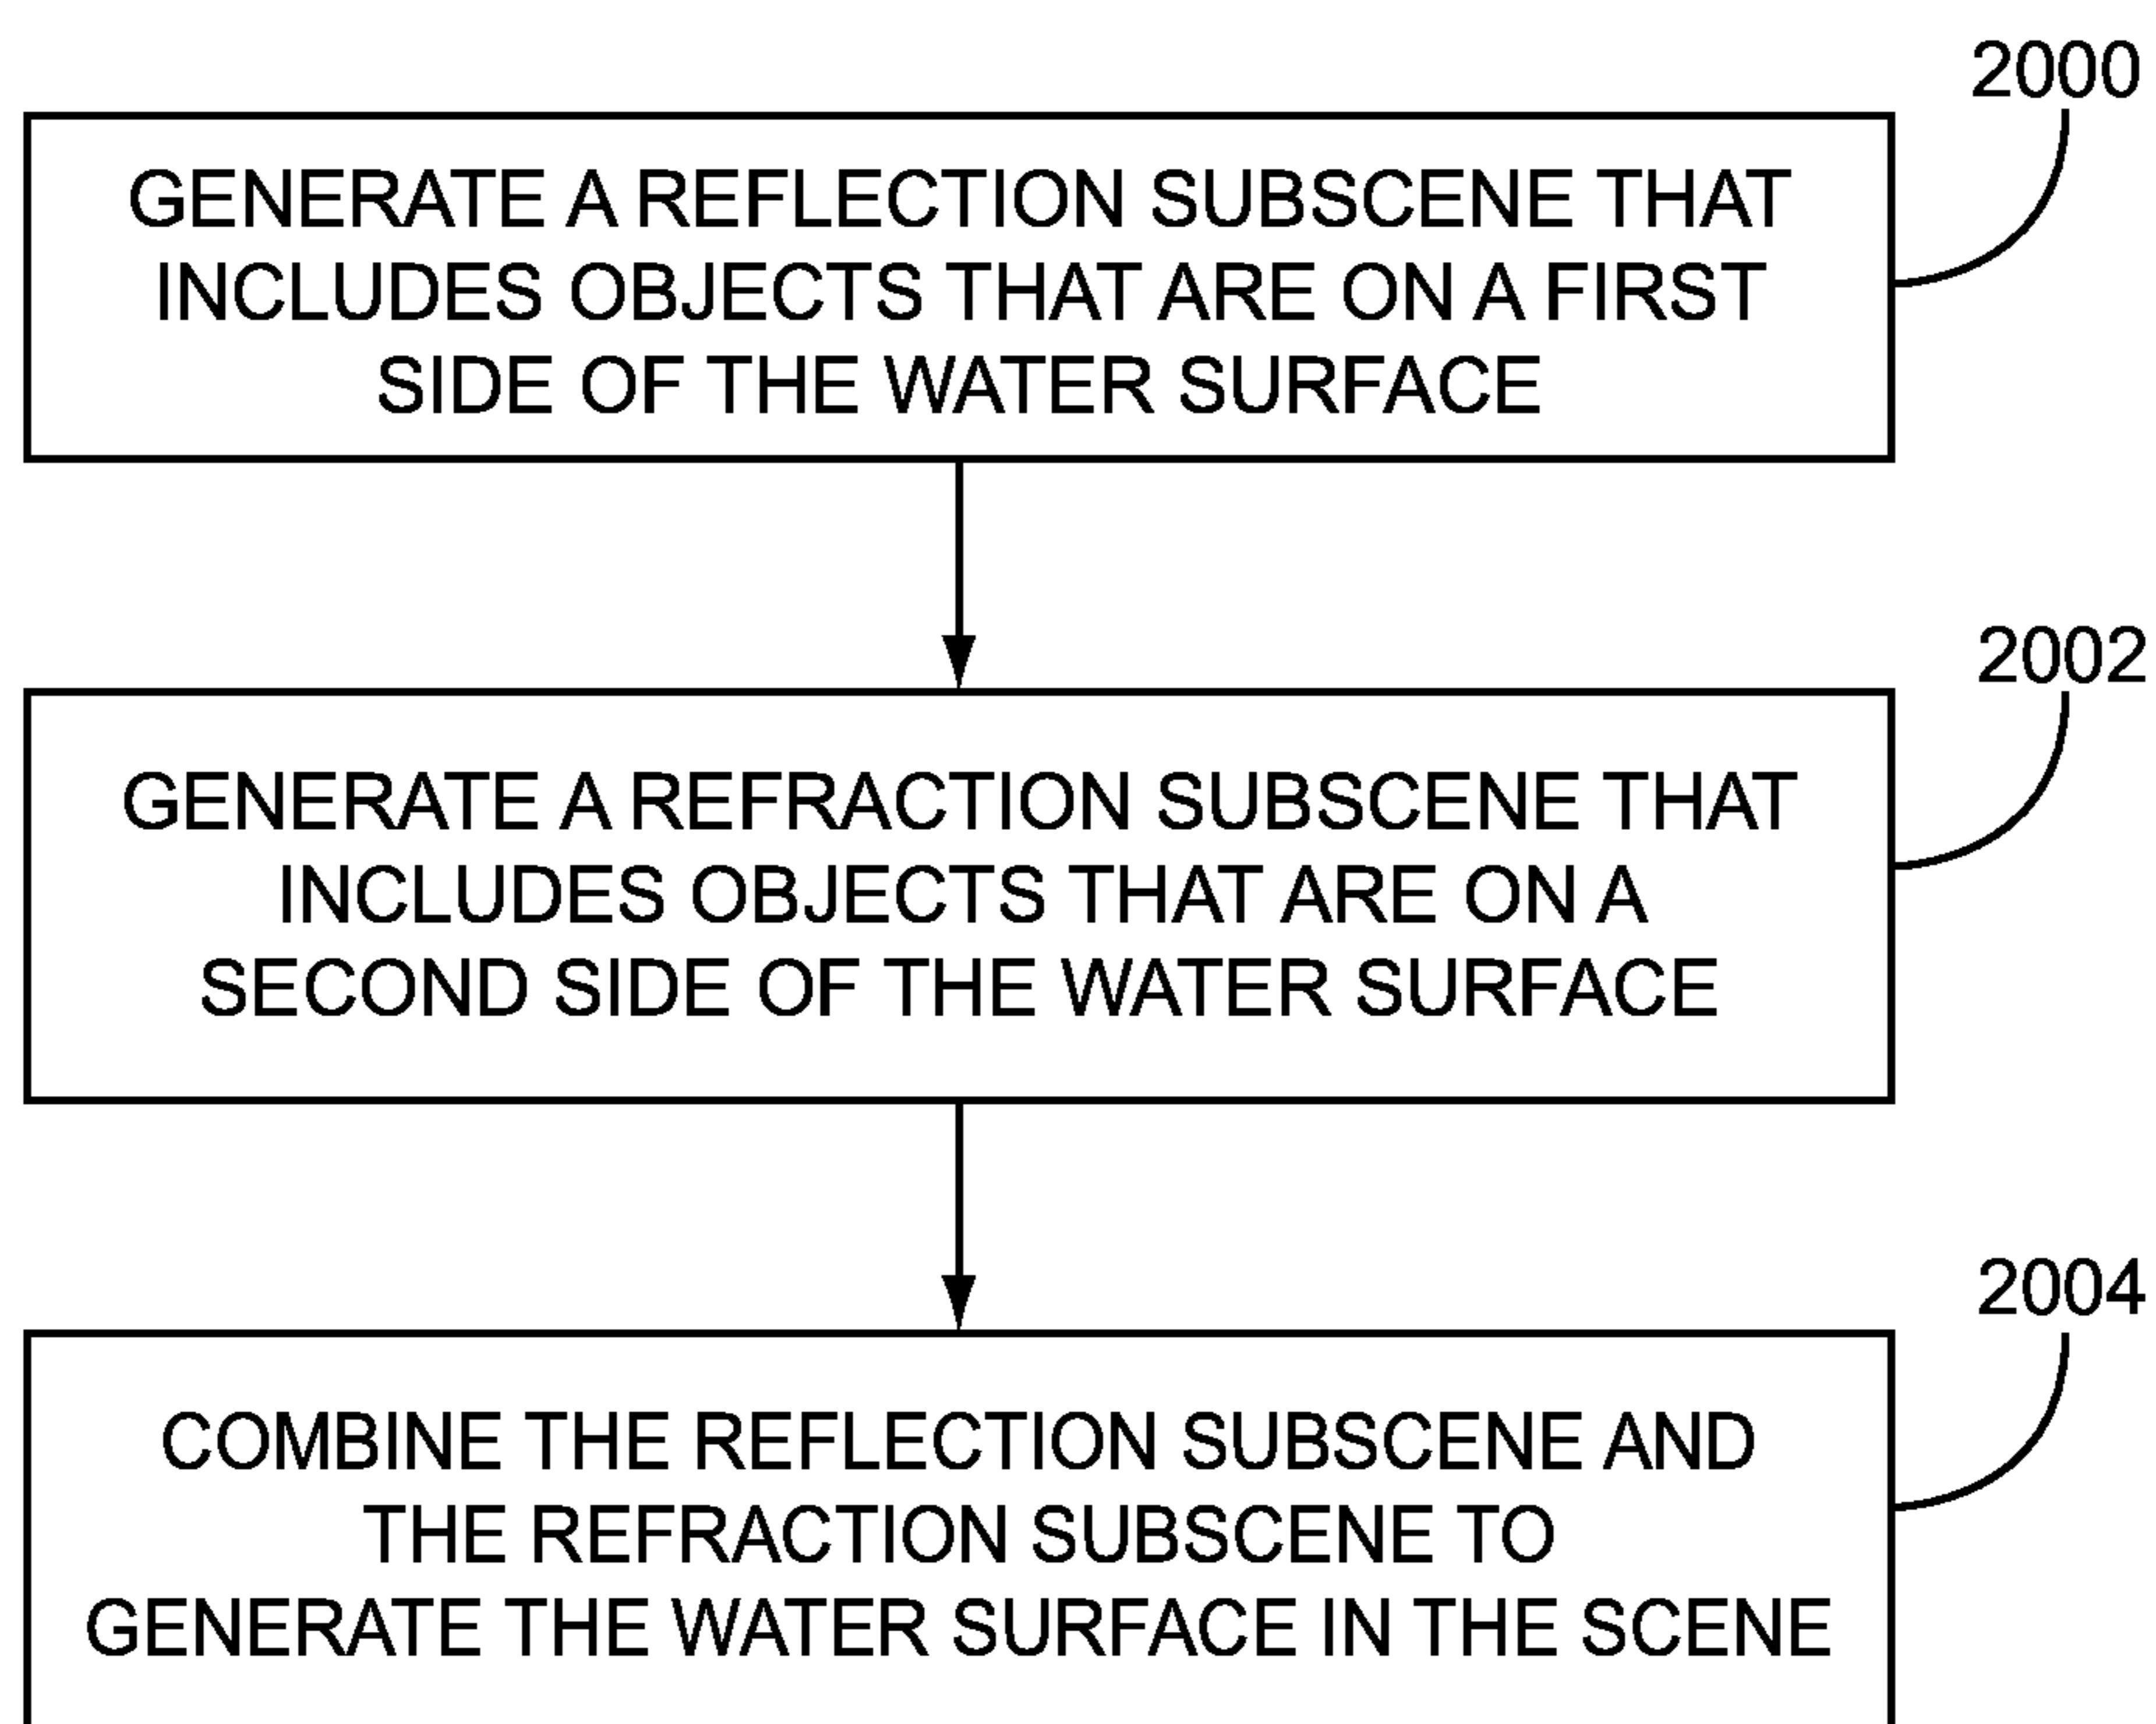 2000
GENERATE A REFLECTION SUBSCENE THAT
INCLUDES OBJECTS THAT ARE ON A FIRST
SIDE OF THE WATER SURFACE
2002
GENERATE A REFRACTION SUBSCENE THAT
INCLUDES OBJECTS THAT ARE ON A
SECOND SIDE OF THE WATER SURFACE
2004
COMBINE THE REFLECTION SUBSCENE AND
THE REFRACTION SUBSCENE TO
GENERATE THE WATER SURFACE IN THE SCENE